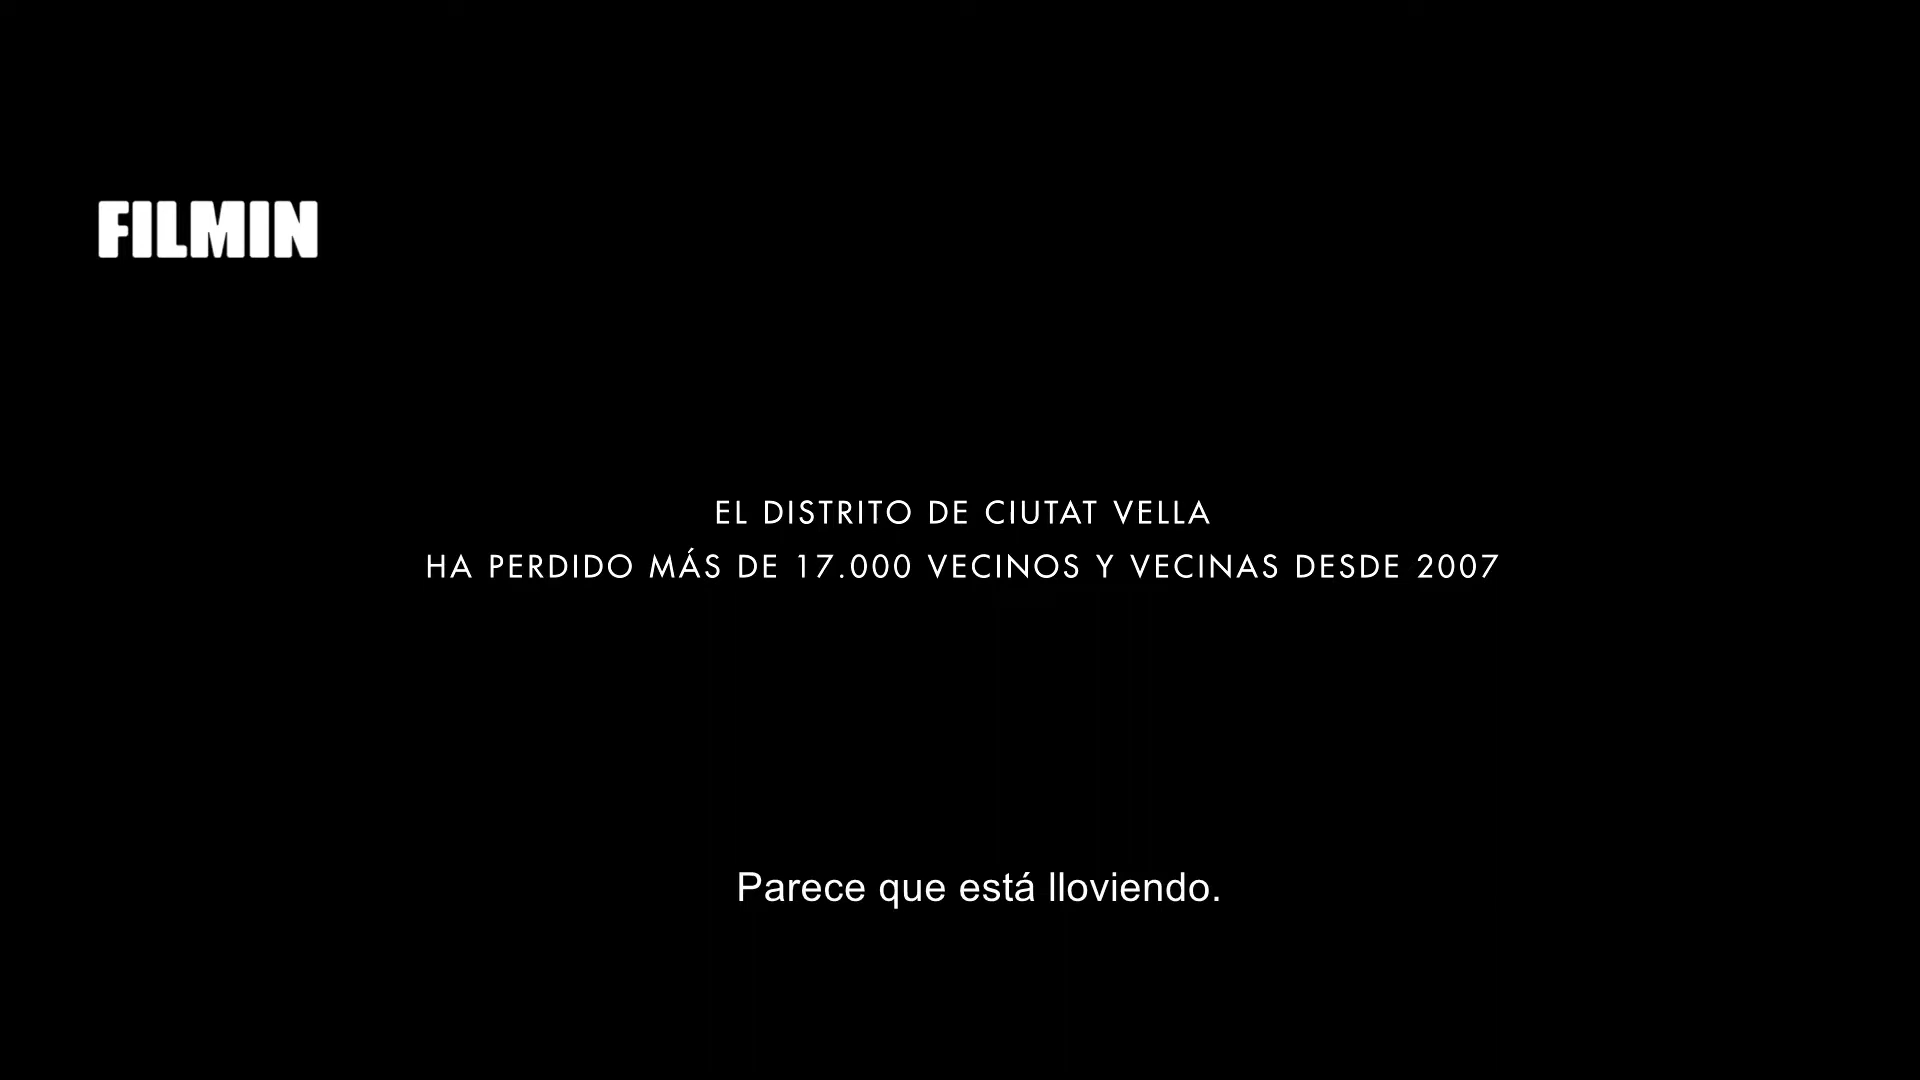 FILMIN
EL DISTRITO DE CIUTAT VELLA
HA PERDIDO MÁS DE 17.000 VECINOS Y VECINAS DESDE 2007
Parece que está lloviendo.